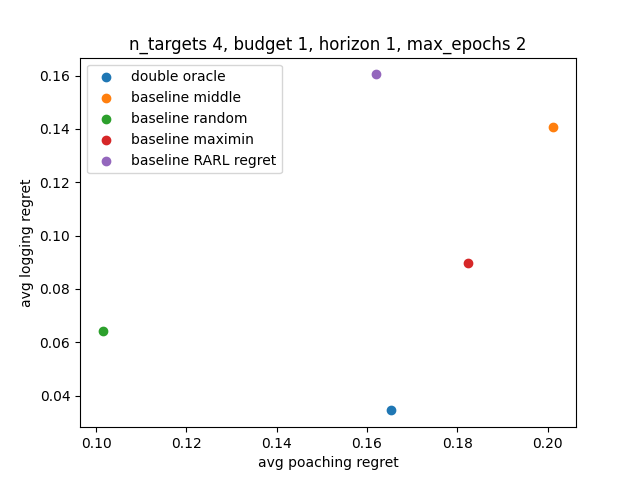 n_targets 4, budget 1, horizon 1, max_epochs 2
double oracle
baseline middle
baseline random
baseline maximin
baseline RARL regret
avg logging regret
0.16
0.14
0.12
0.10
0.08
0.06
0.04
0.10 0.12 0.14 0.16 0.18 0.20
avg poaching regret